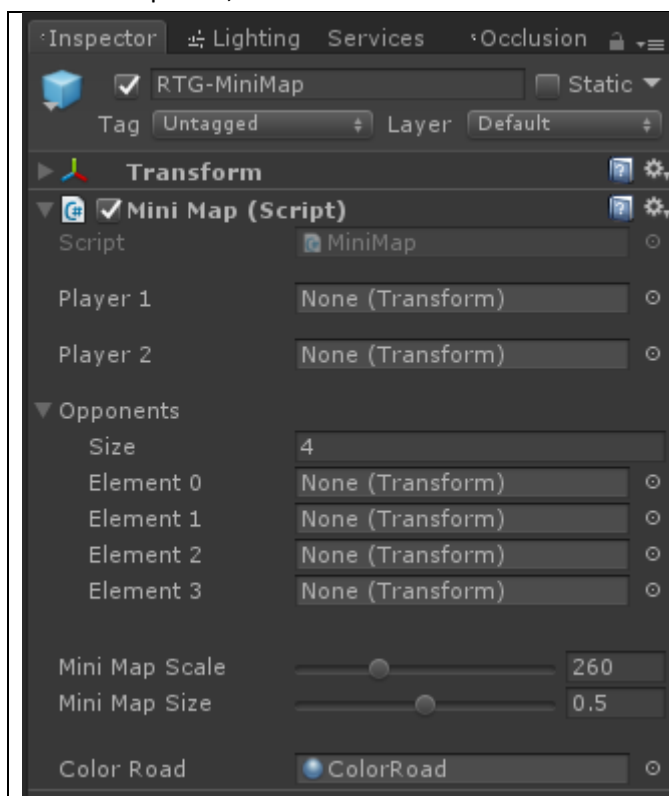 Inspector Lighting Services Occlusion
RTG-MiniMap Static
Tag Untagged Layer Default
Transform
Mini Map (Script)
Script MiniMap
Player 1 None (Transform)
Player 2 None (Transform)
Opponents
Size 4
Element 0 None (Transform)
Element 1 None (Transform)
Element 2 None (Transform)
Element 3 None (Transform)
Mini Map Scale 260
Mini Map Size 0.5
Color Road ColorRoad